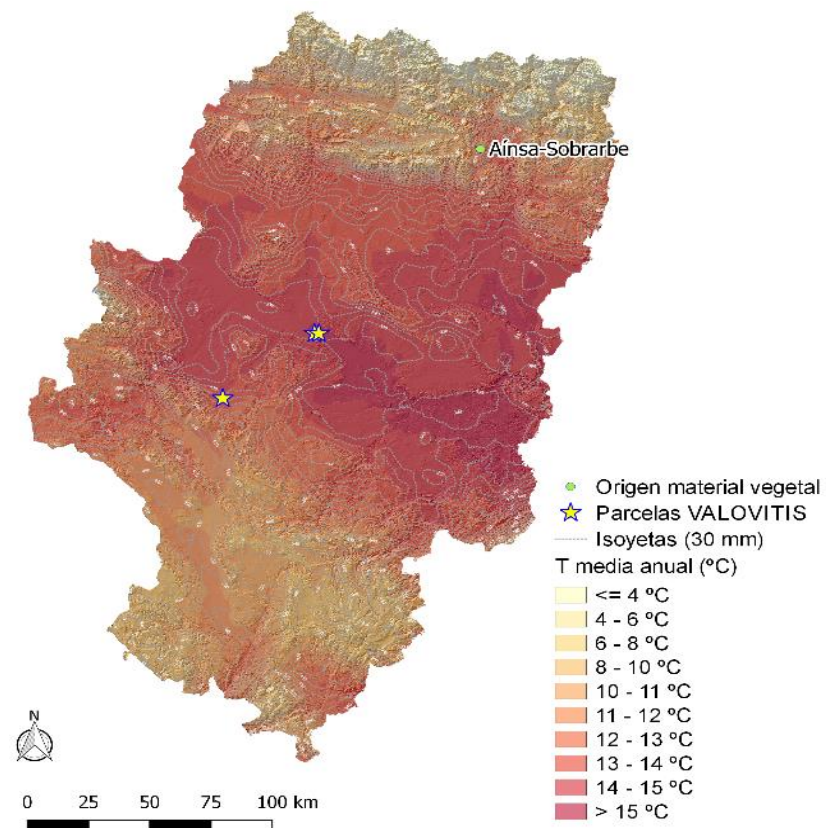 Aínsa-Sobrarbe
Origen material vegetal
Parcelas VALOVITIS
Isoyetas (30 mm)
T media anual (ºC)
<= 4 ºC
4 - 6 ºC
6 - 8 ºC
8 - 10 ºC
10 - 11 ºC
11 - 12 ºC
12 - 13 ºC
13 - 14 ºC
14 - 15 ºC
> 15 ºC
N
0 25 50 75 100 km